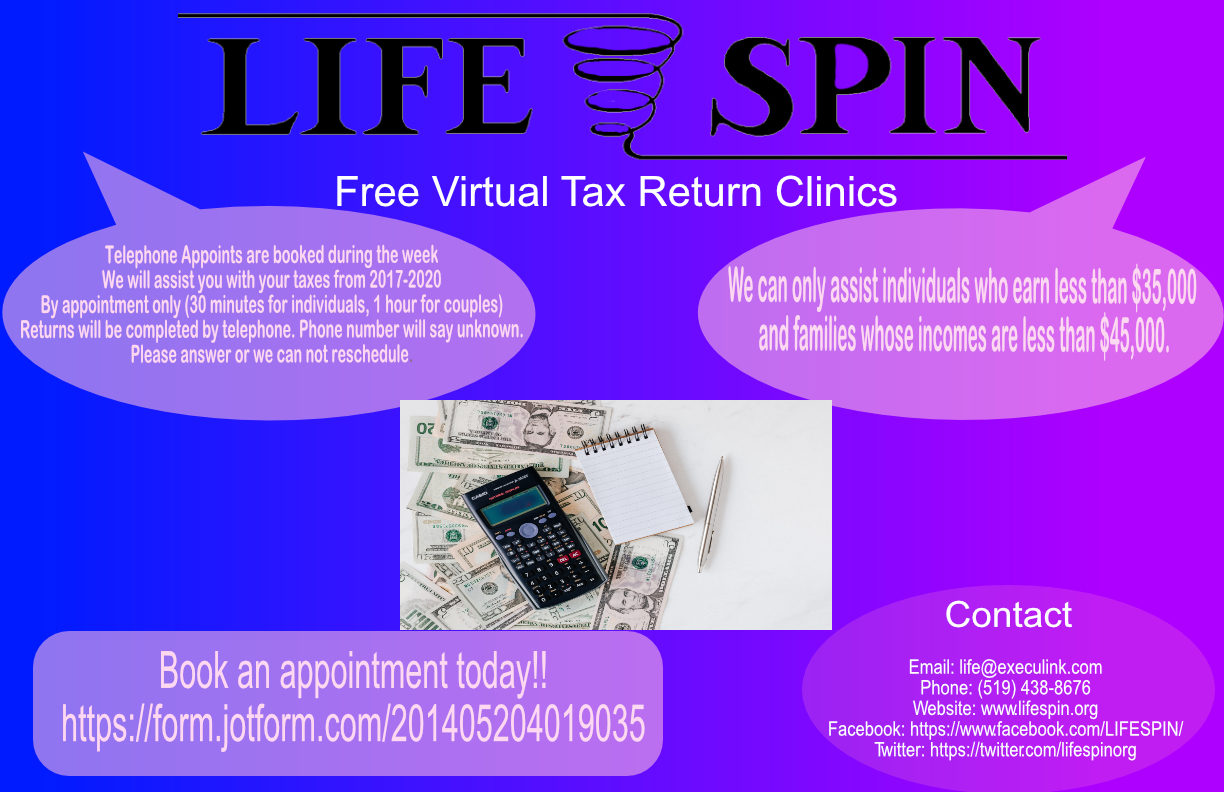 LIFE SPIN
Free Virtual Tax Return Clinics
Telephone Appoints are booked during the week
We will assist you with your taxes from 2017-2020
By appointment only (30 minutes for individuals, 1 hour for couples)
Returns will be completed by telephone. Phone number will say unknown.
Please answer or we can not reschedule
We can only assist individuals who earn less than $35,000
and families whose incomes are less than $45,000.
CASIO
Book an appointment today!!
https://form.jotform.com/201405204019035
Contact
Email: life@execulink.com
Phone: (519) 438-8676
Website: www.lifespin.org
Facebook: https://www.facebook.com/LIFESPIN/
Twitter: https://twitter.com/lifespinorg